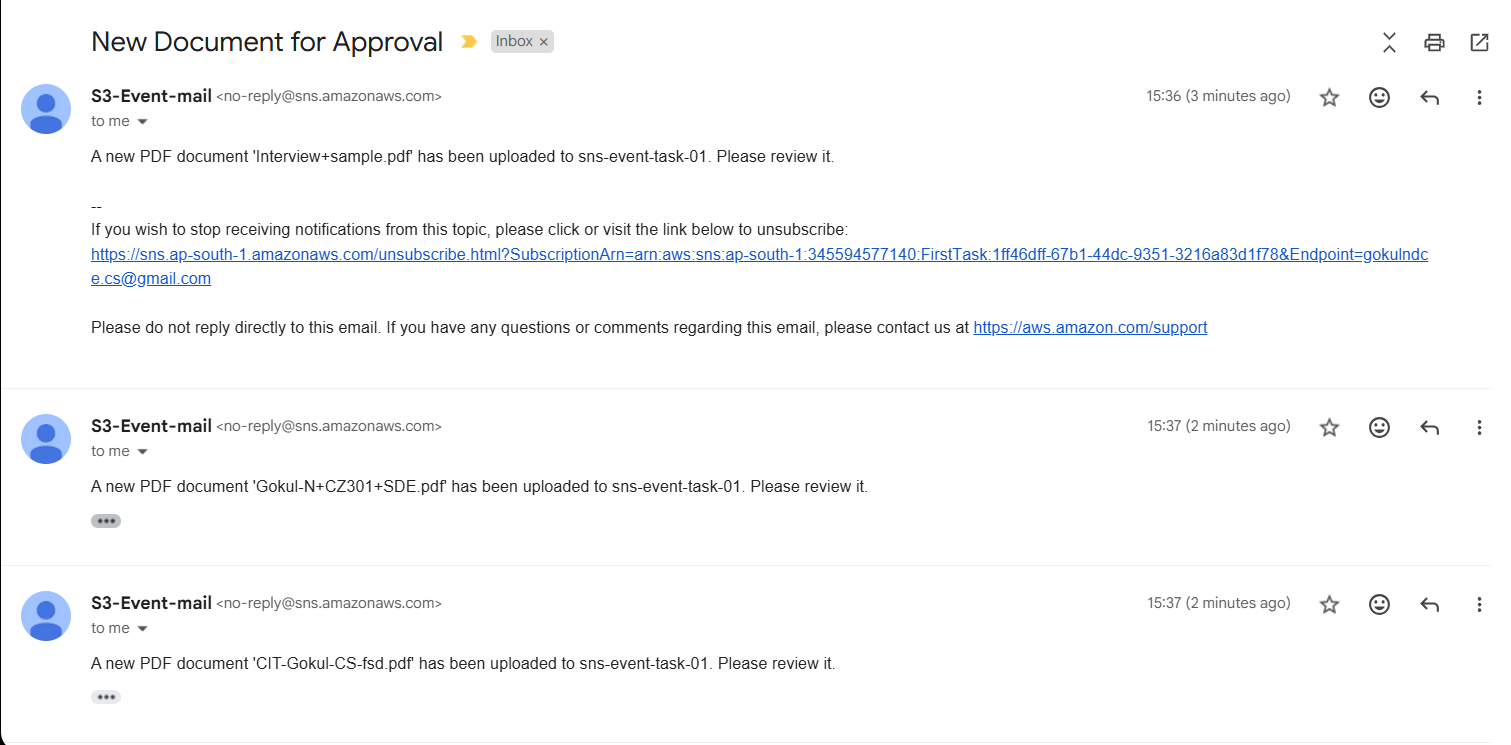 New Document for Approval Inbox ×
S3-Event-mail <no-reply@sns.amazonaws.com> 15:36 (3 minutes ago)
to me
A new PDF document 'Interview+sample.pdf' has been uploaded to sns-event-task-01. Please review it.
--
If you wish to stop receiving notifications from this topic, please click or visit the link below to unsubscribe:
https://sns.ap-south-1.amazonaws.com/unsubscribe.html?SubscriptionArn=arn:aws:sns:ap-south-1:345594577140:FirstTask:1ff46dff-67b1-44dc-9351-3216a83d1f78&Endpoint=gokulndc
e.cs@gmail.com
Please do not reply directly to this email. If you have any questions or comments regarding this email, please contact us at https://aws.amazon.com/support
S3-Event-mail <no-reply@sns.amazonaws.com> 15:37 (2 minutes ago)
to me
A new PDF document 'Gokul-N+CZ301+SDE.pdf' has been uploaded to sns-event-task-01. Please review it.
S3-Event-mail <no-reply@sns.amazonaws.com> 15:37 (2 minutes ago)
to me
A new PDF document 'CIT-Gokul-CS-fsd.pdf' has been uploaded to sns-event-task-01. Please review it.